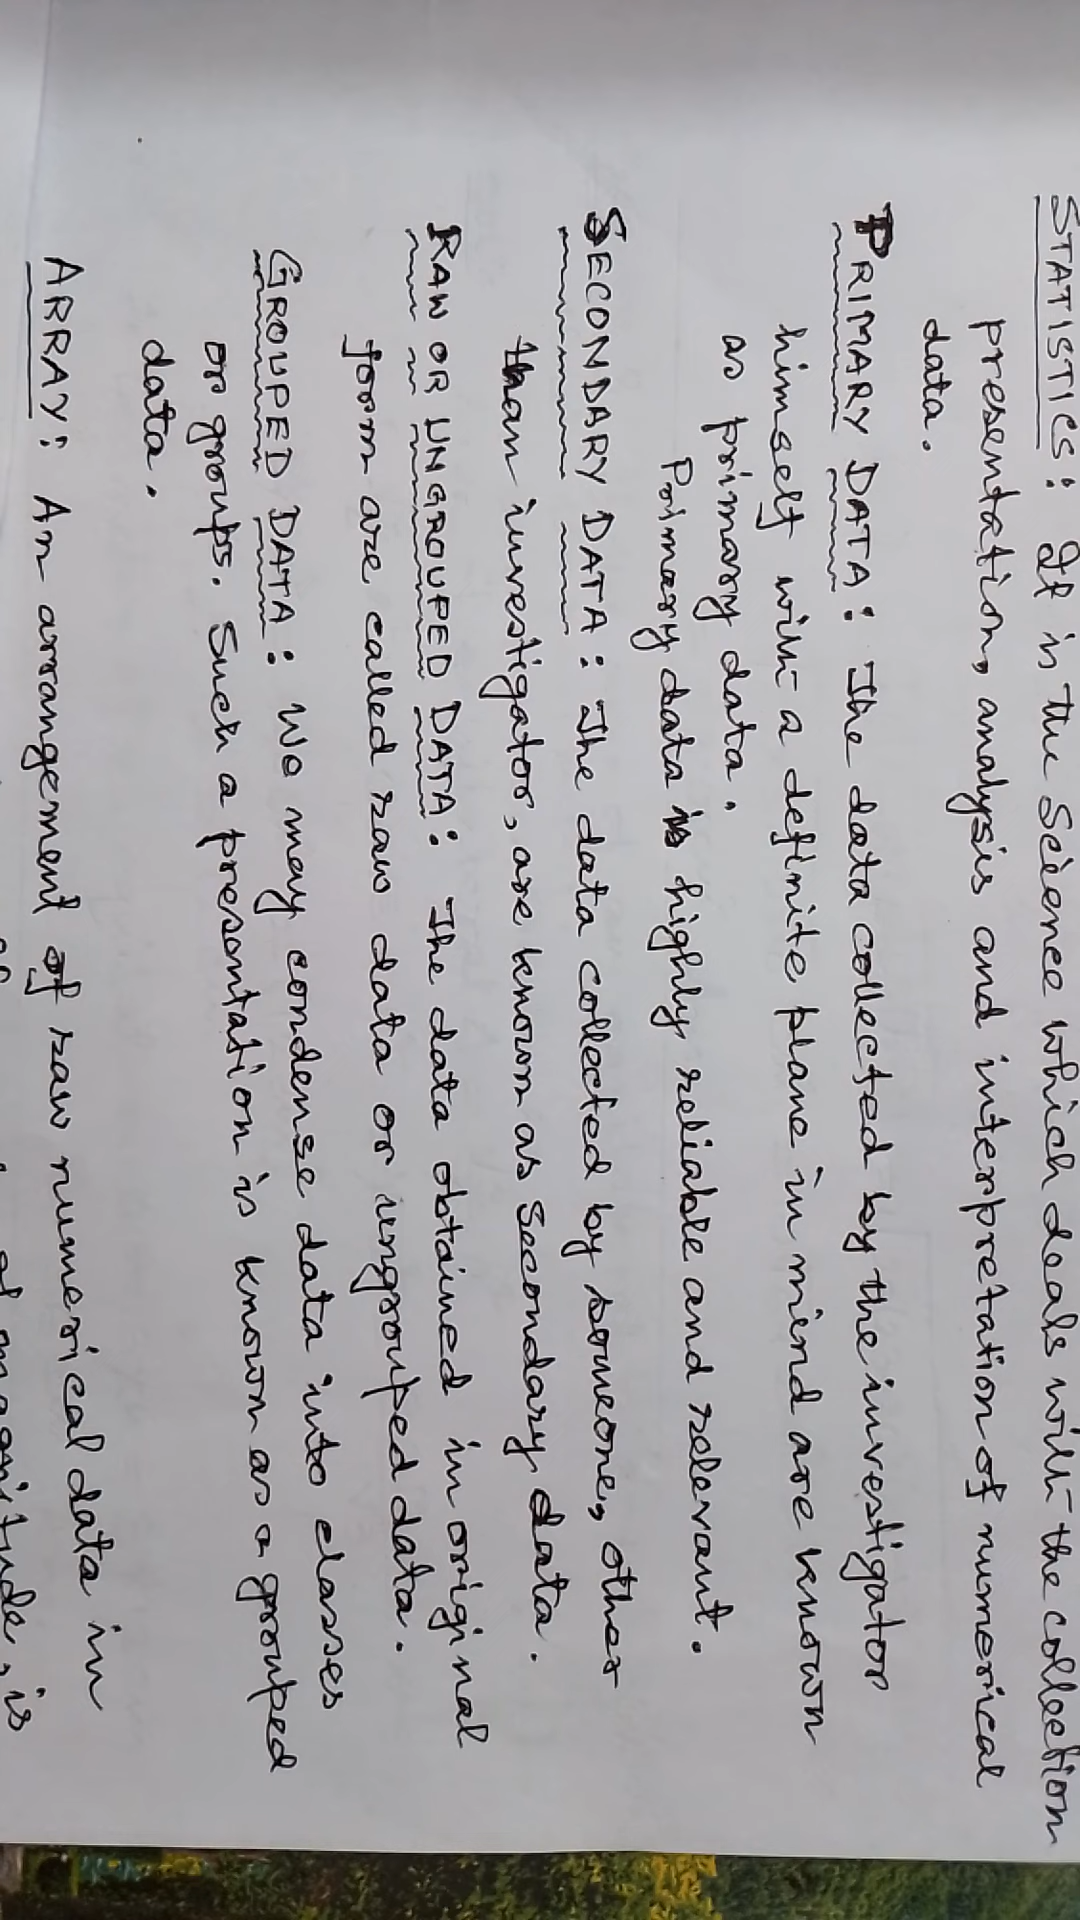 STATISTICS: It is the Science which deals with the collection
presentation, analysis and interpretation of numerical
data.
PRIMARY DATA: The data collected by the investigator
himself with a definite plane in mind are known
as primary data.
Primary data is highly reliable and relevant.
SECONDARY DATA: The data collected by someone, other
than investigator, are known as Secondary data.
RAW OR UNGROUPED DATA: The data obtained in original
form are called raw data or ungrouped data.
GROUPED DATA: We may condense data into classes
or groups. Such a presentation is known as a grouped
data.
ARRAY: An arrangement of raw numerical data in
of magnitude, is